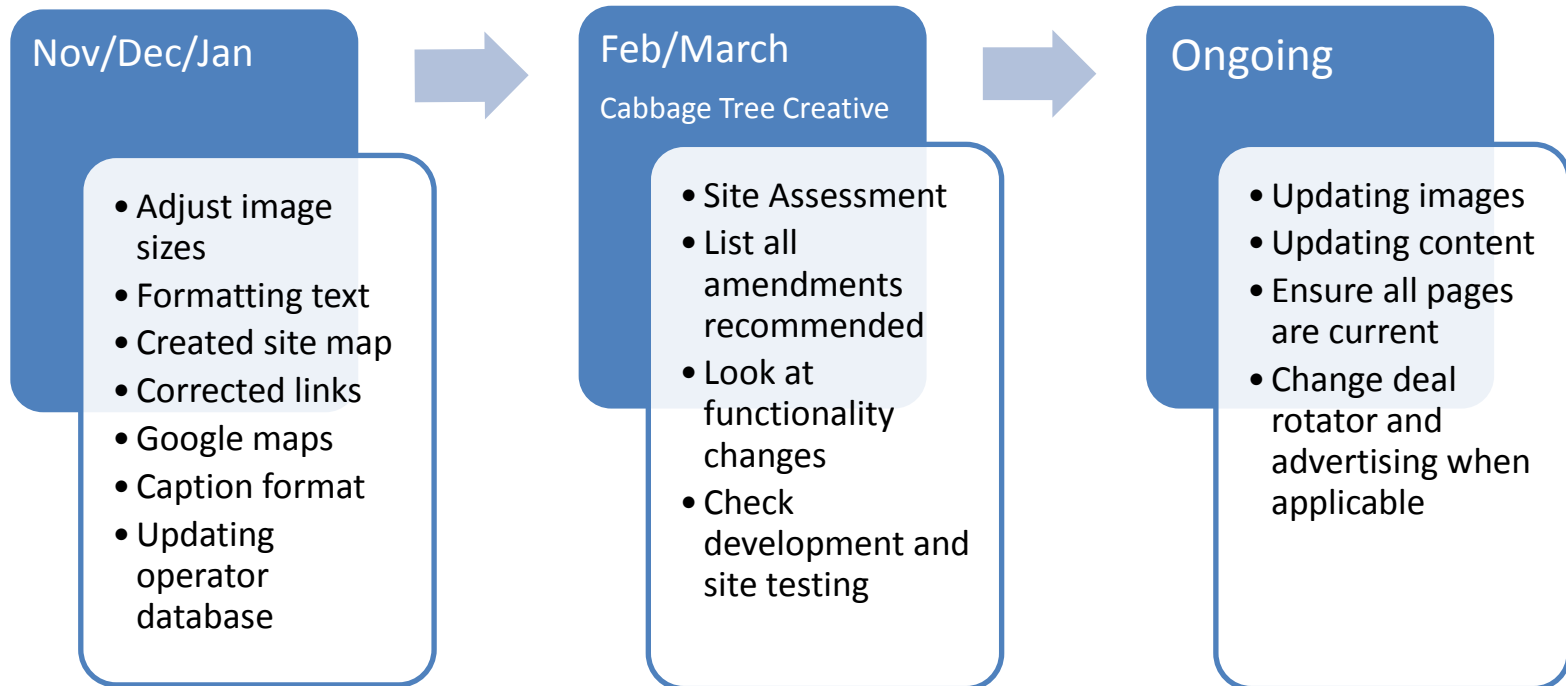 Nov/Dec/Jan
• Adjust image
sizes
• Formatting text
• Created site map
• Corrected links
• Google maps
• Caption format
• Updating
operator
database
Feb/March
Cabbage Tree Creative
• Site Assessment
• List all
amendments
recommended
• Look at
functionality
changes
• Check
development and
site testing
Ongoing
• Updating images
• Updating content
• Ensure all pages
are current
• Change deal
rotator and
advertising when
applicable